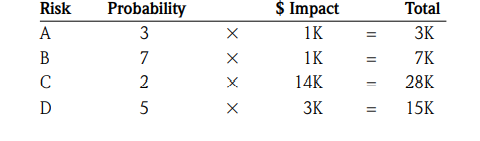 Risk Probability $ Impact Total
A 3 × 1K = 3K
B 7 × 1K = 7K
C 2 × 14K = 28K
D 5 × 3K = 15K